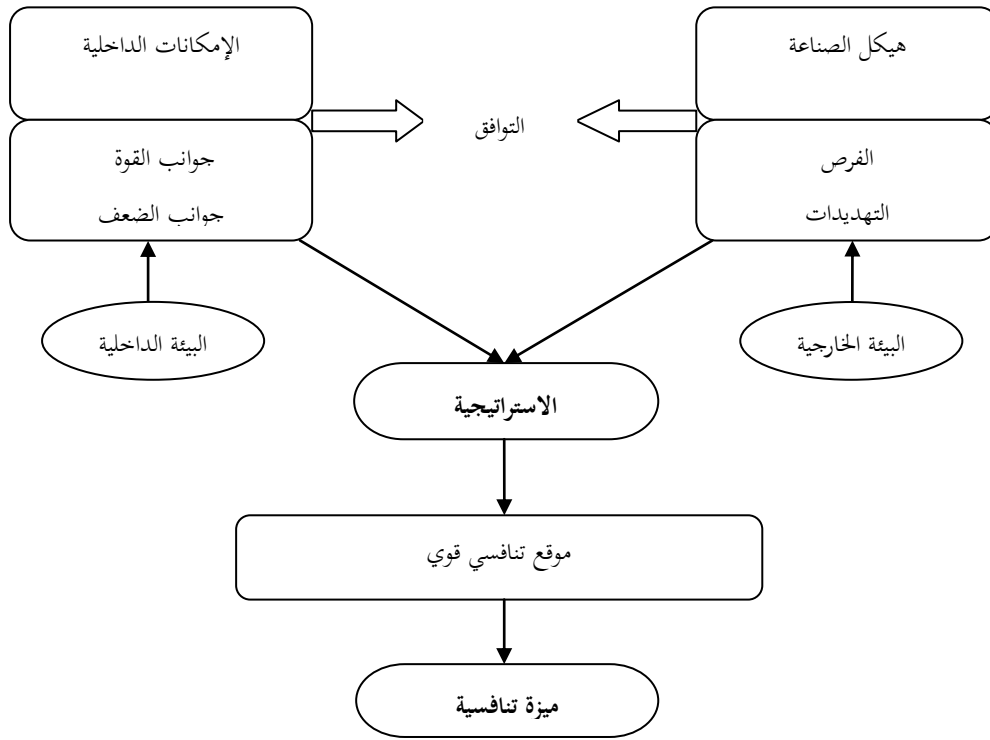 هيكل الصناعة
الإمكانات الداخلية
التوافق
الفرص
التهديدات
جوانب القوة
جوانب الضعف
البيئة الخارجية
البيئة الداخلية
الاستراتيجية
موقع تنافسي قوي
ميزة تنافسية